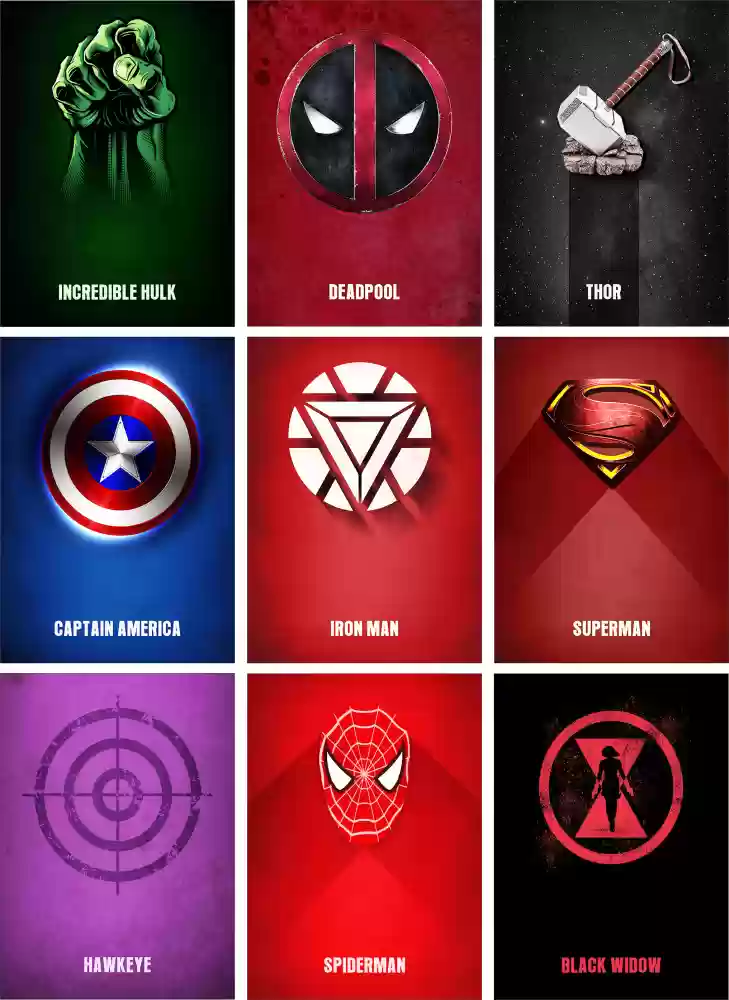 INCREDIBLE HULK
DEADPOOL
THOR
CAPTAIN AMERICA
IRON MAN
SUPERMAN
HAWKEYE
SPIDERMAN
BLACK WIDOW